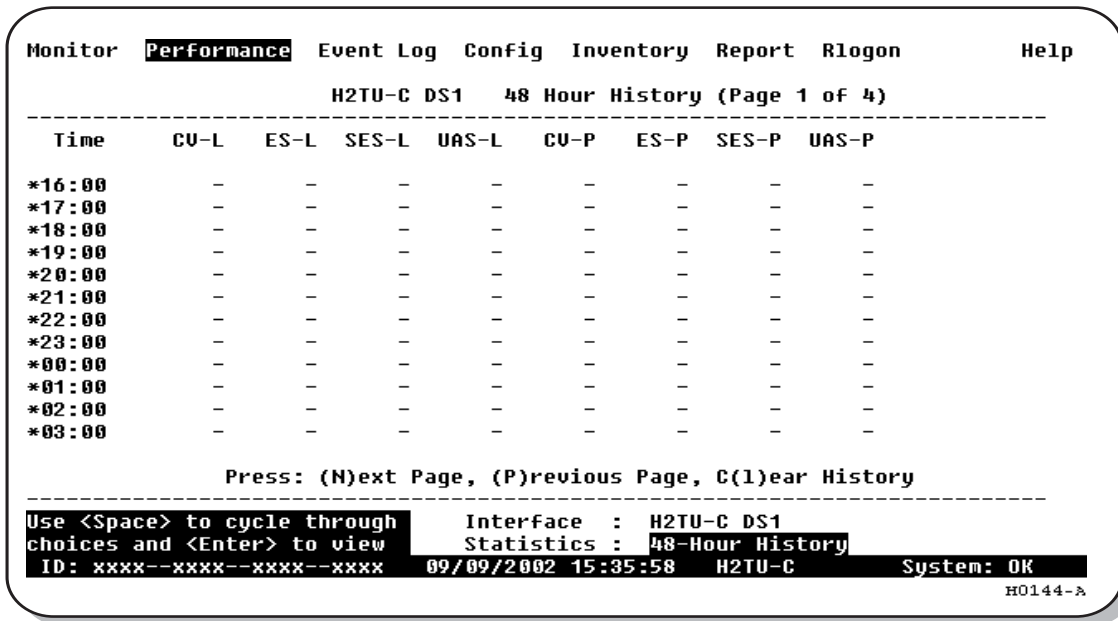 Monitor Performance Event Log Config Inventory Report Rlogon Help
H2TU-C DS1 48 Hour History (Page 1 of 4)
Time CV-L ES-L SES-L UAS-L CV-P ES-P SES-P UAS-P
*16:00 - - - - - - - -
*17:00 - - - - - - - -
*18:00 - - - - - - - -
*19:00 - - - - - - - -
*20:00 - - - - - - - -
*21:00 - - - - - - - -
*22:00 - - - - - - - -
*23:00 - - - - - - - -
*00:00 - - - - - - - -
*01:00 - - - - - - - -
*02:00 - - - - - - - -
*03:00 - - - - - - - -
Press: (N)ext Page, (P)revious Page, C(l)ear History
Use <Space> to cycle through Interface : H2TU-C DS1
choices and <Enter> to view Statistics : 48-Hour History
ID: xxxx--xxxx--xxxx--xxxx 09/09/2002 15:35:58 H2TU-C System: OK
H0144-A